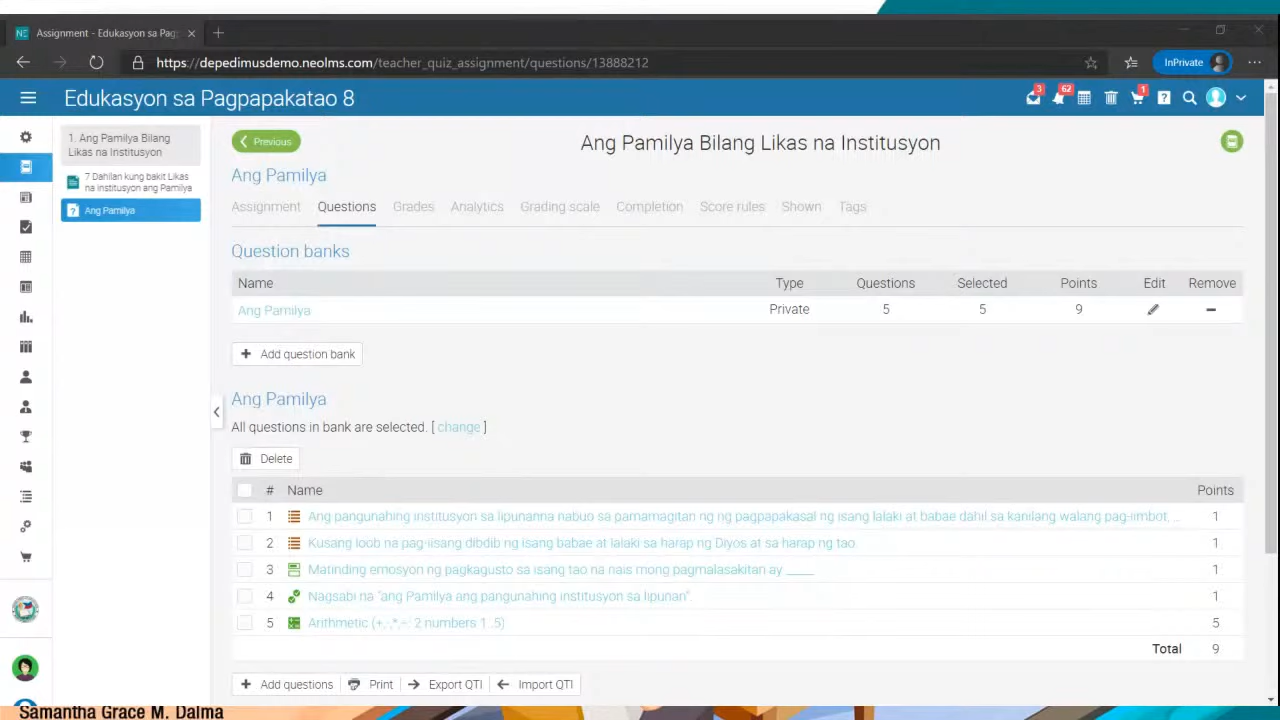 Assignment - Edukasyon sa Pag
https://depedimusdemo.neolms.com/teacher_quiz_assignment/questions/13888212
InPrivate
Edukasyon sa Pagpapakatao 8
3
62
1
1. Ang Pamilya Bilang
Likas na Institusyon
7 Dahilan kung bakit Likas
na institusyon ang Pamilya
Ang Pamilya
Previous
Ang Pamilya Bilang Likas na Institusyon
Ang Pamilya
Assignment Questions Grades Analytics Grading scale Completion Score rules Shown Tags
Question banks
Name Type Questions Selected Points Edit Remove
Ang Pamilya Private 5 5 9
+ Add question bank
Ang Pamilya
All questions in bank are selected. [ change ]
Delete
# Name Points
1 Ang pangunahing institusyon sa lipunanna nabuo sa pamamagitan ng ng pagpapakasal ng isang lalaki at babae dahil sa kanilang walang pag-iimbot, ... 1
2 Kusang loob na pag-iisang dibdib ng isang babae at lalaki sa harap ng Diyos at sa harap ng tao. 1
3 Matinding emosyon ng pagkagusto sa isang tao na nais mong pagmalasakitan ay _____ 1
4 Nagsabi na "ang Pamilya ang pangunahing institusyon sa lipunan". 1
5 Arithmetic (+,-,*,÷: 2 numbers 1..5) 5
Total 9
+ Add questions Print Export QTI Import QTI
Samantha Grace M. Dalma